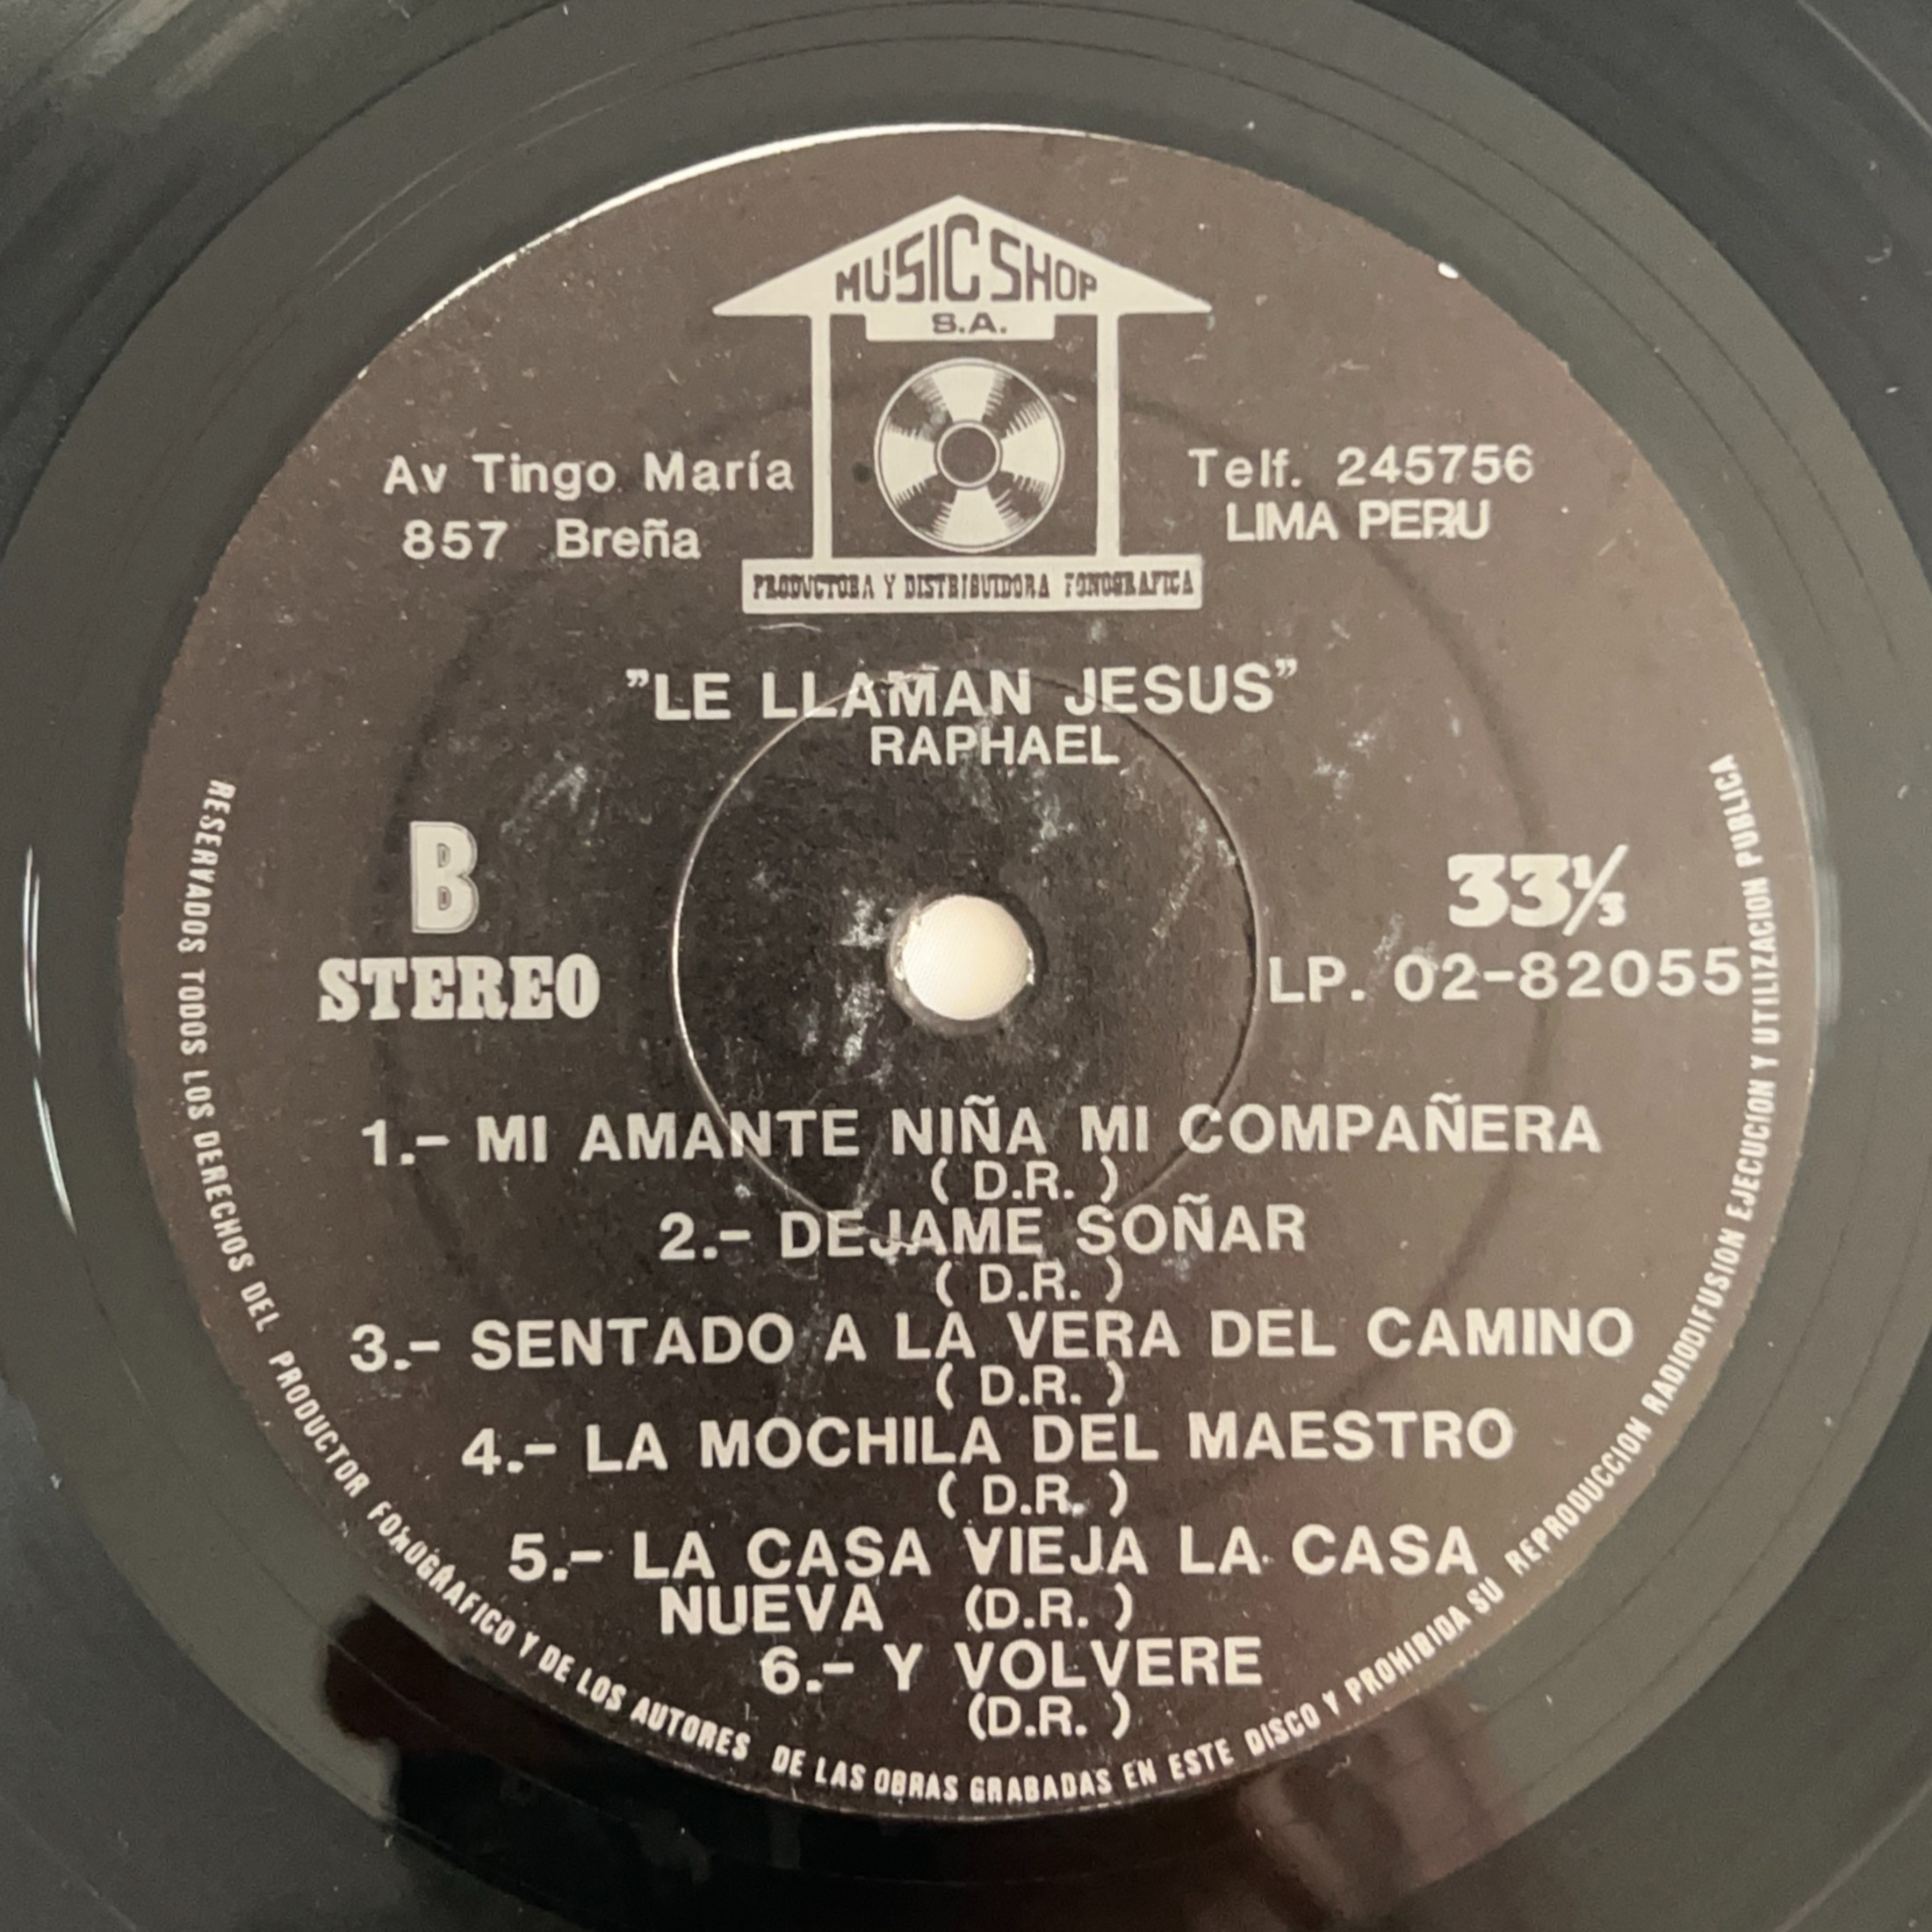 MUSIC SHOP
S.A.
Av Tingo María
857 Breña
Telf. 245756
LIMA PERU
PRODUCTORA Y DISTRIBUIDORA FONOGRAFICA
"LE LLAMAN JESUS"
RAPHAEL
B
STEREO
33⅓
LP. 02-82055
1.- MI AMANTE NIÑA MI COMPAÑERA
( D.R. )
2.- DEJAME SOÑAR
( D.R. )
3.- SENTADO A LA VERA DEL CAMINO
( D.R. )
4.- LA MOCHILA DEL MAESTRO
( D.R. )
5.- LA CASA VIEJA LA CASA
NUEVA (D.R. )
6.- Y VOLVERE
(D.R. )
RESERVADOS TODOS LOS DERECHOS DEL PRODUCTOR FONOGRAFICO Y DE LOS AUTORES DE LAS OBRAS GRABADAS EN ESTE DISCO Y PROHIBIDA SU REPRODUCCION RADIODIFUSION EJECUCION Y UTILIZACION PUBLICA